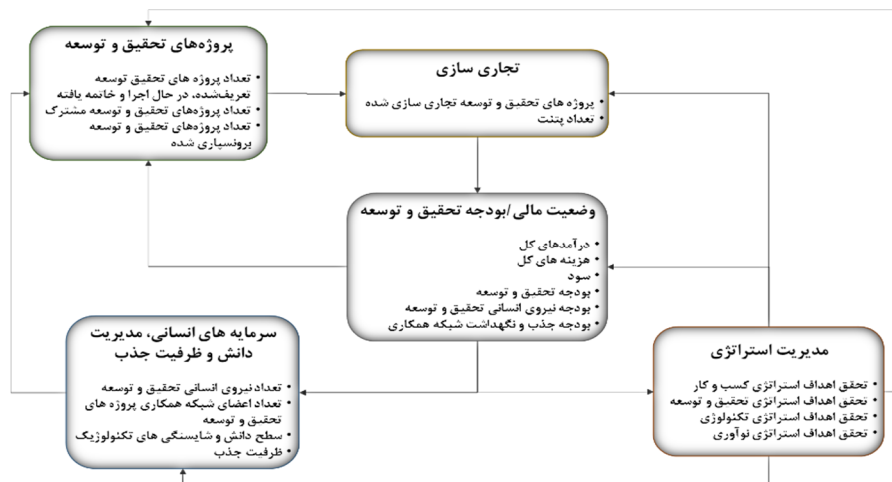 پروژه‌های تحقیق و توسعه
• تعداد پروژه های تحقیق توسعه
تعریف‌شده، در حال اجرا و خاتمه یافته
• تعداد پروژه‌های تحقیق و توسعه مشترک
• تعداد پروژه‌های تحقیق و توسعه
برونسپاری شده
تجاری سازی
• پروژه های تحقیق و توسعه تجاری سازی شده
• تعداد پتنت
وضعیت مالی/بودجه تحقیق و توسعه
• درآمدهای کل
• هزینه های کل
• سود
• بودجه تحقیق و توسعه
• بودجه نیروی انسانی تحقیق و توسعه
• بودجه جذب و نگهداشت شبکه همکاری
سرمایه های انسانی، مدیریت
دانش و ظرفیت جذب
• تعداد نیروی انسانی تحقیق و توسعه
• تعداد اعضای شبکه همکاری پروژه های
تحقیق و توسعه
• سطح دانش و شایستگی های تکنولوژیک
• ظرفیت جذب
مدیریت استراتژی
• تحقق اهداف استراتژی کسب و کار
• تحقق اهداف استراتژی تحقیق و توسعه
• تحقق اهداف استراتژی تکنولوژی
• تحقق اهداف استراتژی نوآوری